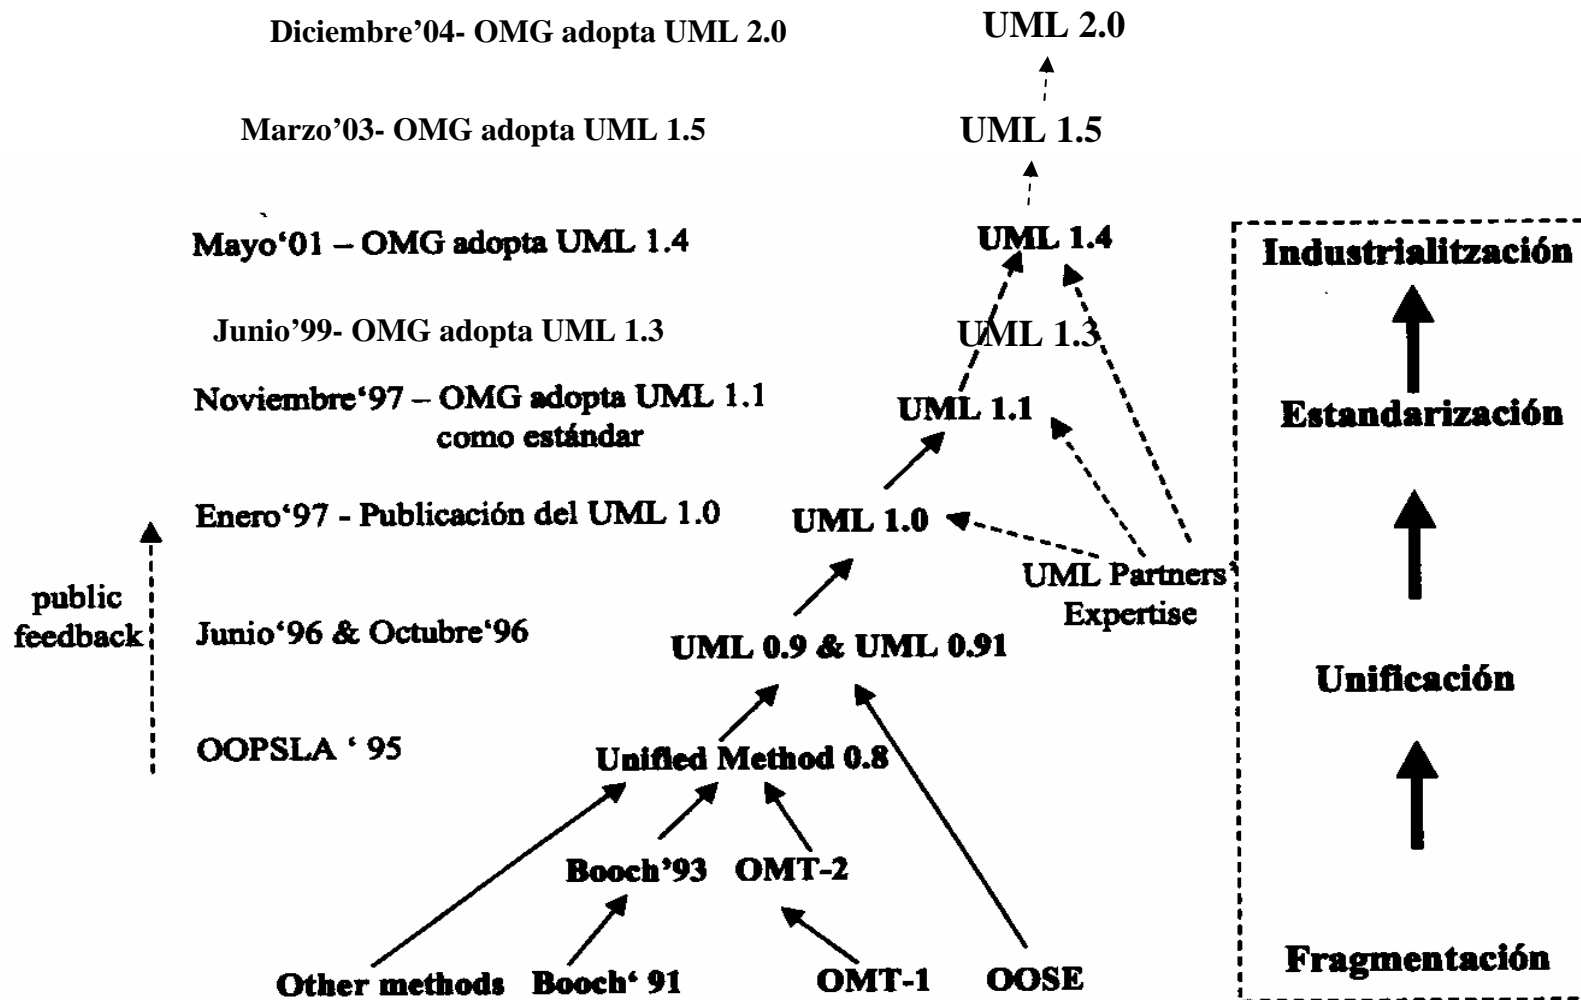 Diciembre’04- OMG adopta UML 2.0
UML 2.0
Marzo’03- OMG adopta UML 1.5
UML 1.5
Mayo‘01 – OMG adopta UML 1.4
UML 1.4
Industrialitzación
Junio’99- OMG adopta UML 1.3
UML 1.3
Noviembre‘97 – OMG adopta UML 1.1
como estándar
UML 1.1
Estandarización
Enero‘97 - Publicación del UML 1.0
UML 1.0
UML Partners’
Expertise
public
feedback
Junio‘96 & Octubre‘96
UML 0.9 & UML 0.91
Unificación
OOPSLA ‘ 95
Unified Method 0.8
Booch’93
OMT-2
Other methods
Booch‘ 91
OMT-1
OOSE
Fragmentación